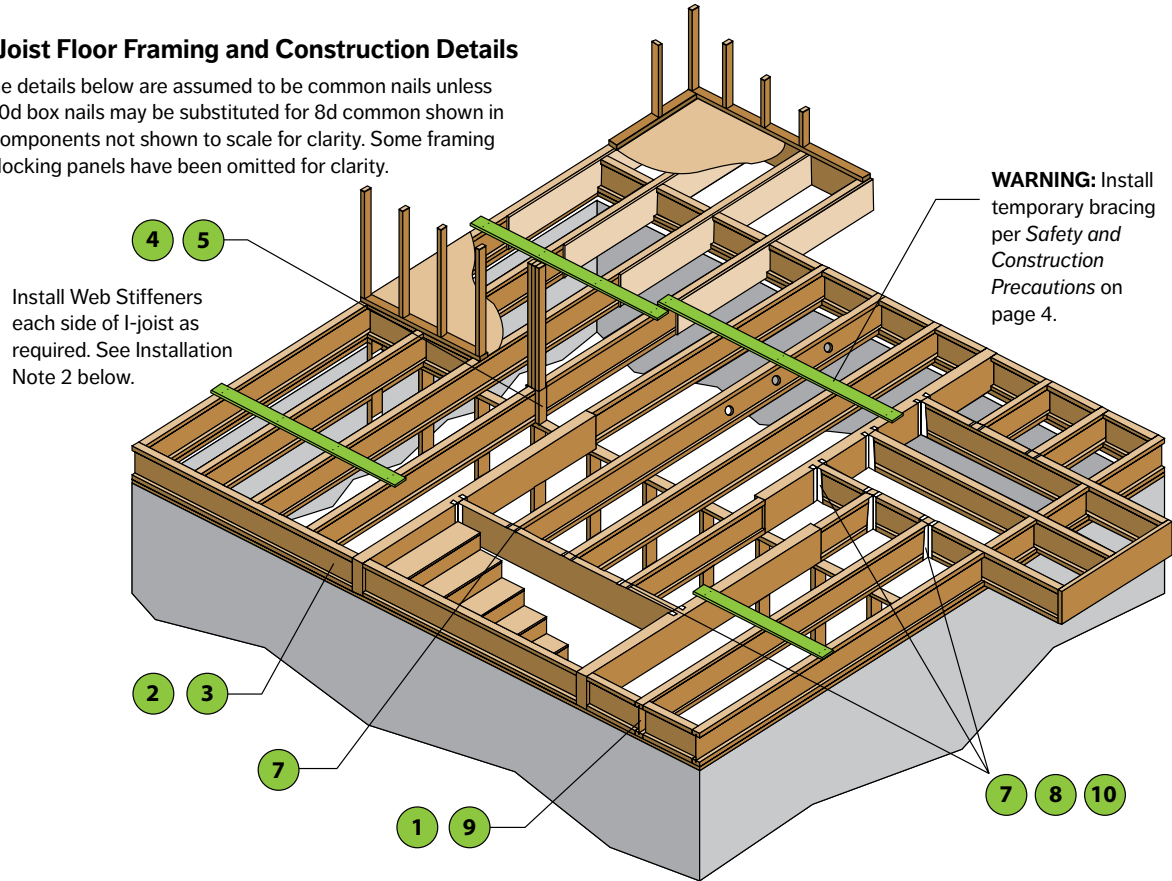 Joist Floor Framing and Construction Details
e details below are assumed to be common nails unless
0d box nails may be substituted for 8d common shown in
omponents not shown to scale for clarity. Some framing
locking panels have been omitted for clarity.
WARNING: Install
temporary bracing
per Safety and
Construction
Precautions on
page 4.
4 5
Install Web Stiffeners
each side of I-joist as
required. See Installation
Note 2 below.
2 3
7
1 9
7 8 10